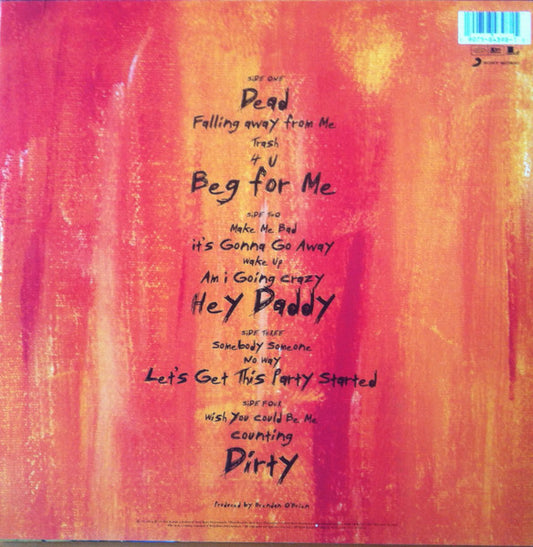 SIDE ONE
Dead
Falling away from Me
Trash
4 U
Beg for Me
SIDE TWO
Make Me Bad
it's Gonna Go Away
Wake Up
Am i Going crazy
Hey Daddy
SIDE THREE
Somebody Someone
No Way
Let's Get This Party Started
SIDE FOUR
Wish You could Be Me
counting
Dirty
Produced by Brendan O'Brien